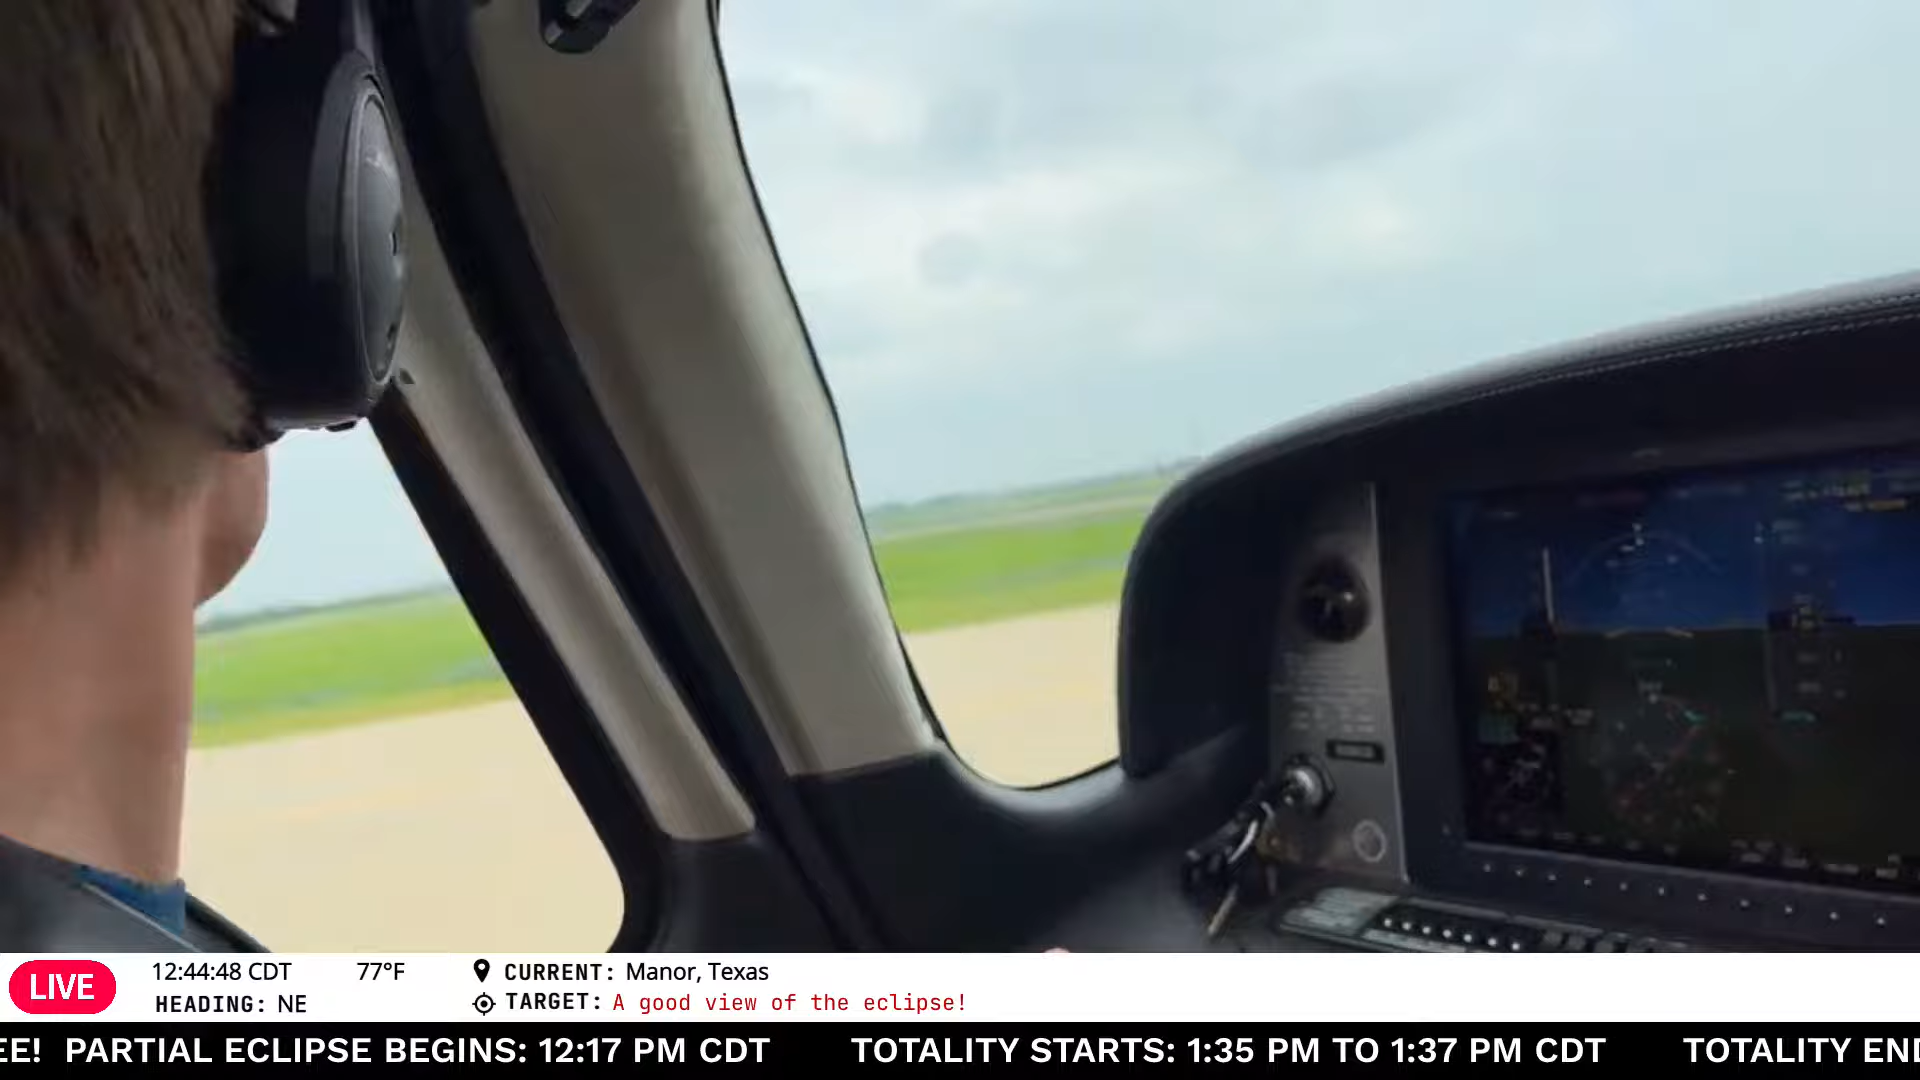 LIVE
12:44:48 CDT 77°F
HEADING: NE
CURRENT: Manor, Texas
TARGET: A good view of the eclipse!
EE! PARTIAL ECLIPSE BEGINS: 12:17 PM CDT TOTALITY STARTS: 1:35 PM TO 1:37 PM CDT TOTALITY END